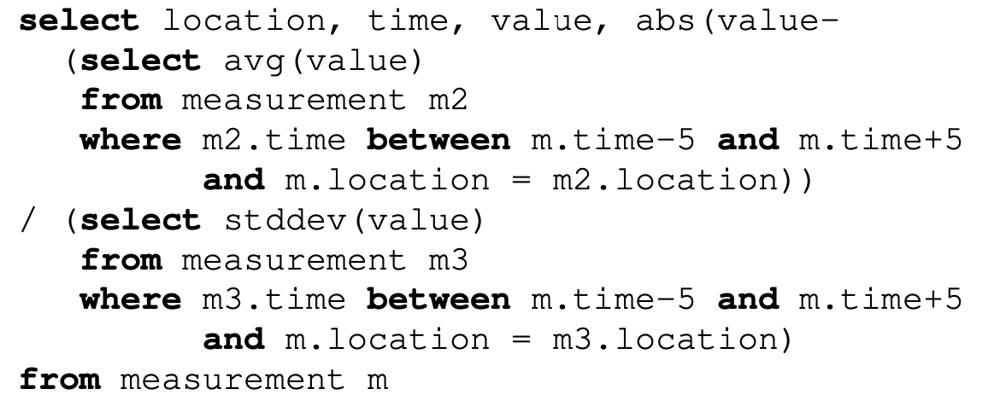 select location, time, value, abs(value-
(select avg(value)
from measurement m2
where m2.time between m.time-5 and m.time+5
and m.location = m2.location))
/ (select stddev(value)
from measurement m3
where m3.time between m.time-5 and m.time+5
and m.location = m3.location)
from measurement m